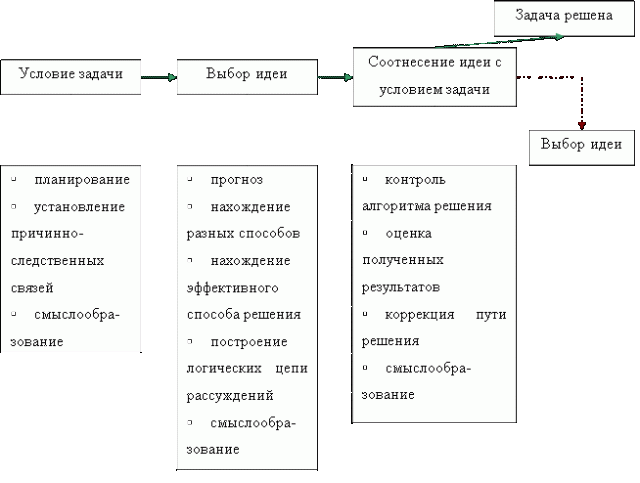 Задача решена
Условие задачи
Выбор идеи
Соотнесение идеи с
условием задачи
Выбор идеи
▫ планирование
▫ установление
причинно-
следственных
связей
▫ смыслообра-
зование
▫ прогноз
▫ нахождение
разных способов
▫ нахождение
эффективного
способа решения
▫ построение
логических цепи
рассуждений
▫ смыслообра-
зование
▫ контроль
алгоритма решения
▫ оценка
полученных
результатов
▫ коррекция пути
решения
▫ смыслообра-
зование